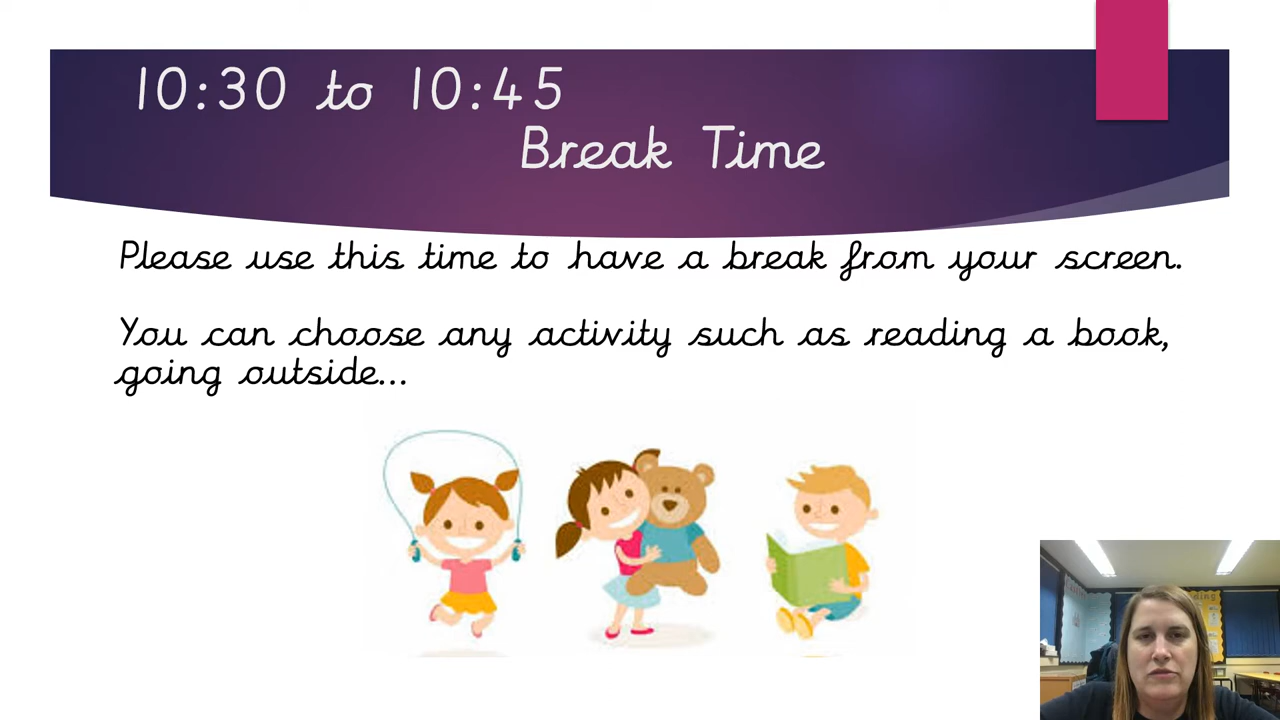 10:30 to 10:45
Break Time
Please use this time to have a break from your screen.
You can choose any activity such as reading a book,
going outside...